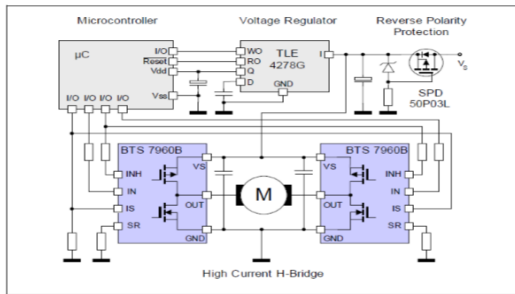 Microcontroller
Voltage Regulator
Reverse Polarity
Protection
µC
I/O
Reset
Vdd
Vss
I/O I/O I/O I/O
WO
RO
Q
D
TLE
4278G
I
GND
Vs
SPD
50P03L
BTS 7960B
INH
IN
IS
SR
VS
OUT
GND
M
BTS 7960B
VS
OUT
GND
INH
IN
IS
SR
High Current H-Bridge